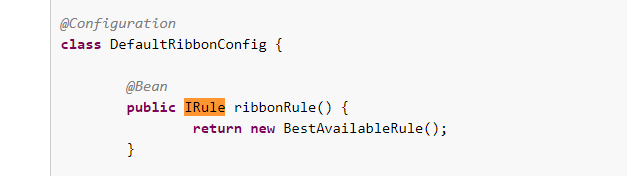 @Configuration
class DefaultRibbonConfig {
@Bean
public IRule ribbonRule() {
return new BestAvailableRule();
}